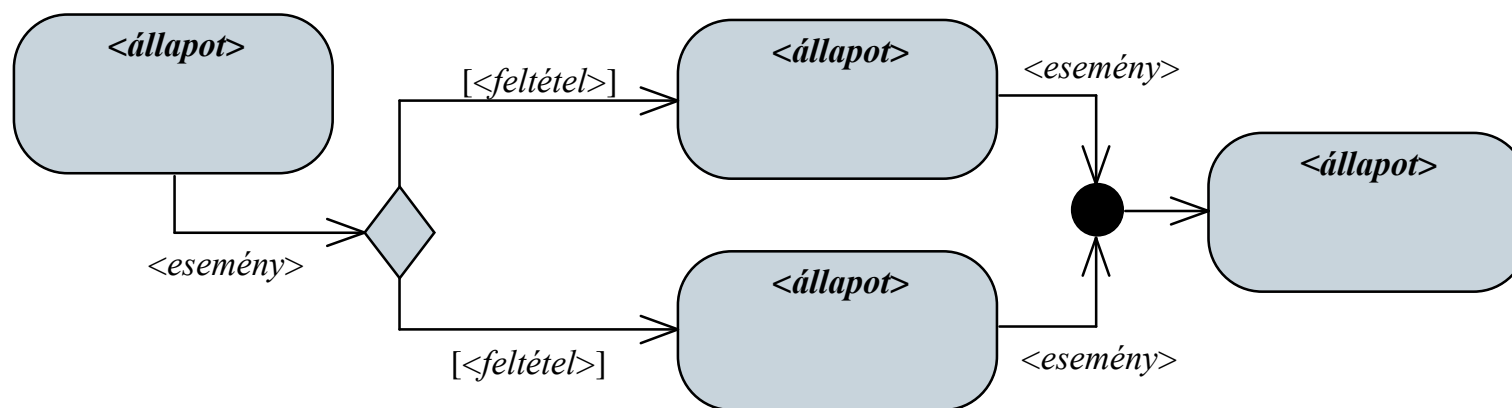 <állapot>
<állapot>
<esemény>
[<feltétel>]
<állapot>
<esemény>
<állapot>
[<feltétel>]
<esemény>